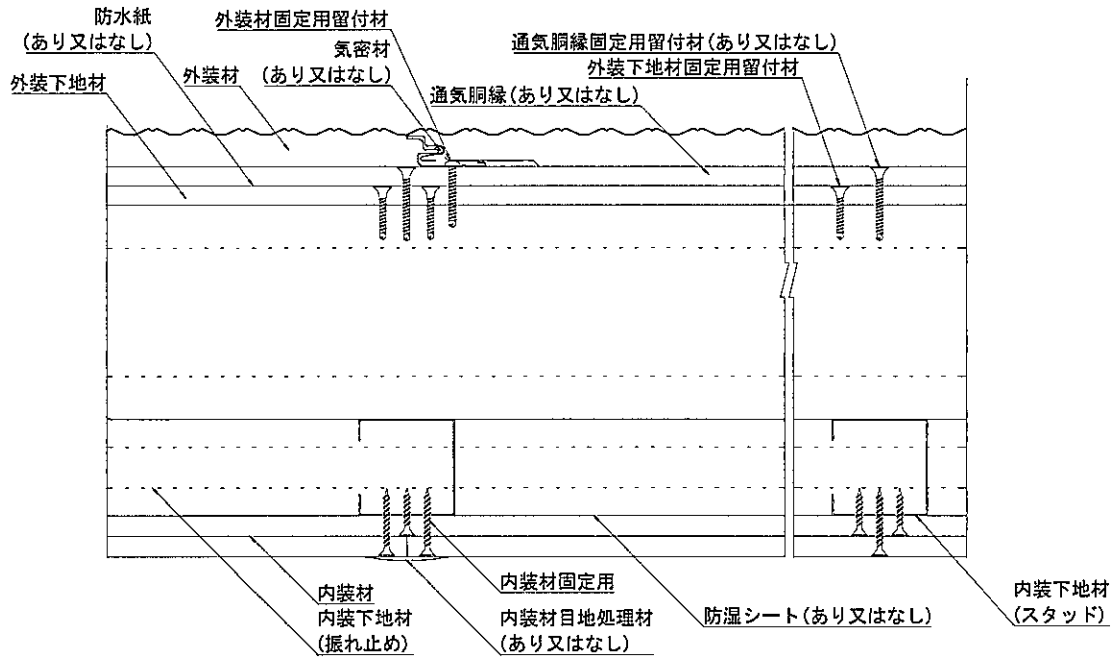 防水紙
(あり又はなし)
外装下地材
外装材
外装材固定用留付材
気密材
(あり又はなし)
通気胴縁(あり又はなし)
通気胴縁固定用留付材(あり又はなし)
外装下地材固定用留付材
内装材
内装下地材
(振れ止め)
内装材固定用
内装材目地処理材
(あり又はなし)
防湿シート(あり又はなし)
内装下地材
(スタッド)